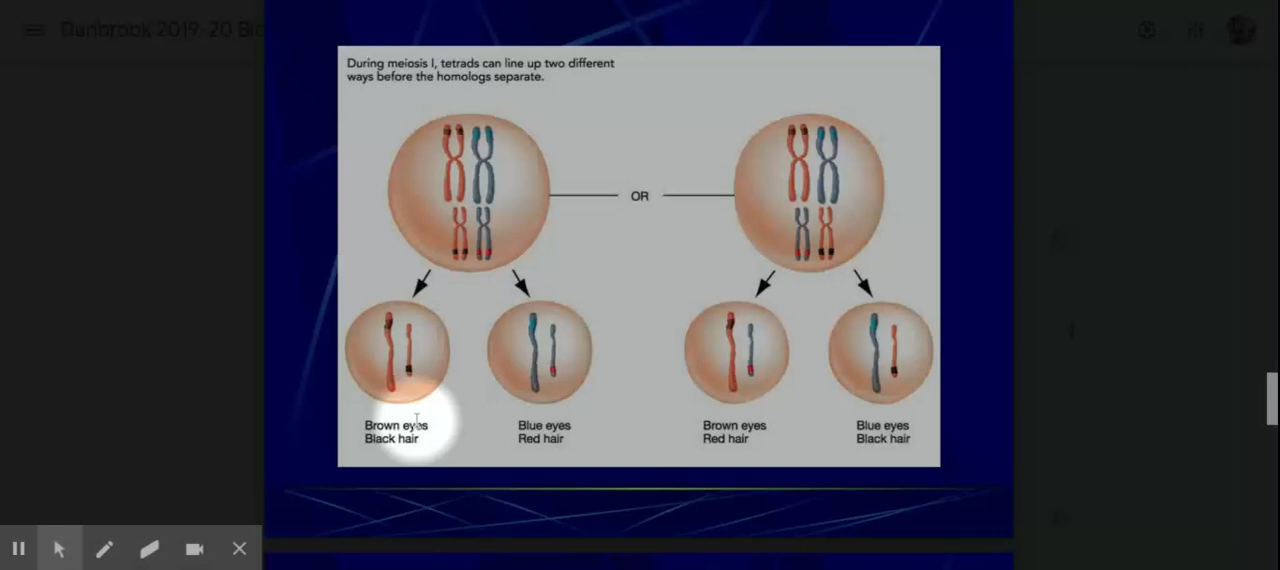 Danbrook 2019-20 Bio
During meiosis I, tetrads can line up two different
ways before the homologs separate.
OR
Brown eyes
Black hair
Blue eyes
Red hair
Brown eyes
Red hair
Blue eyes
Black hair